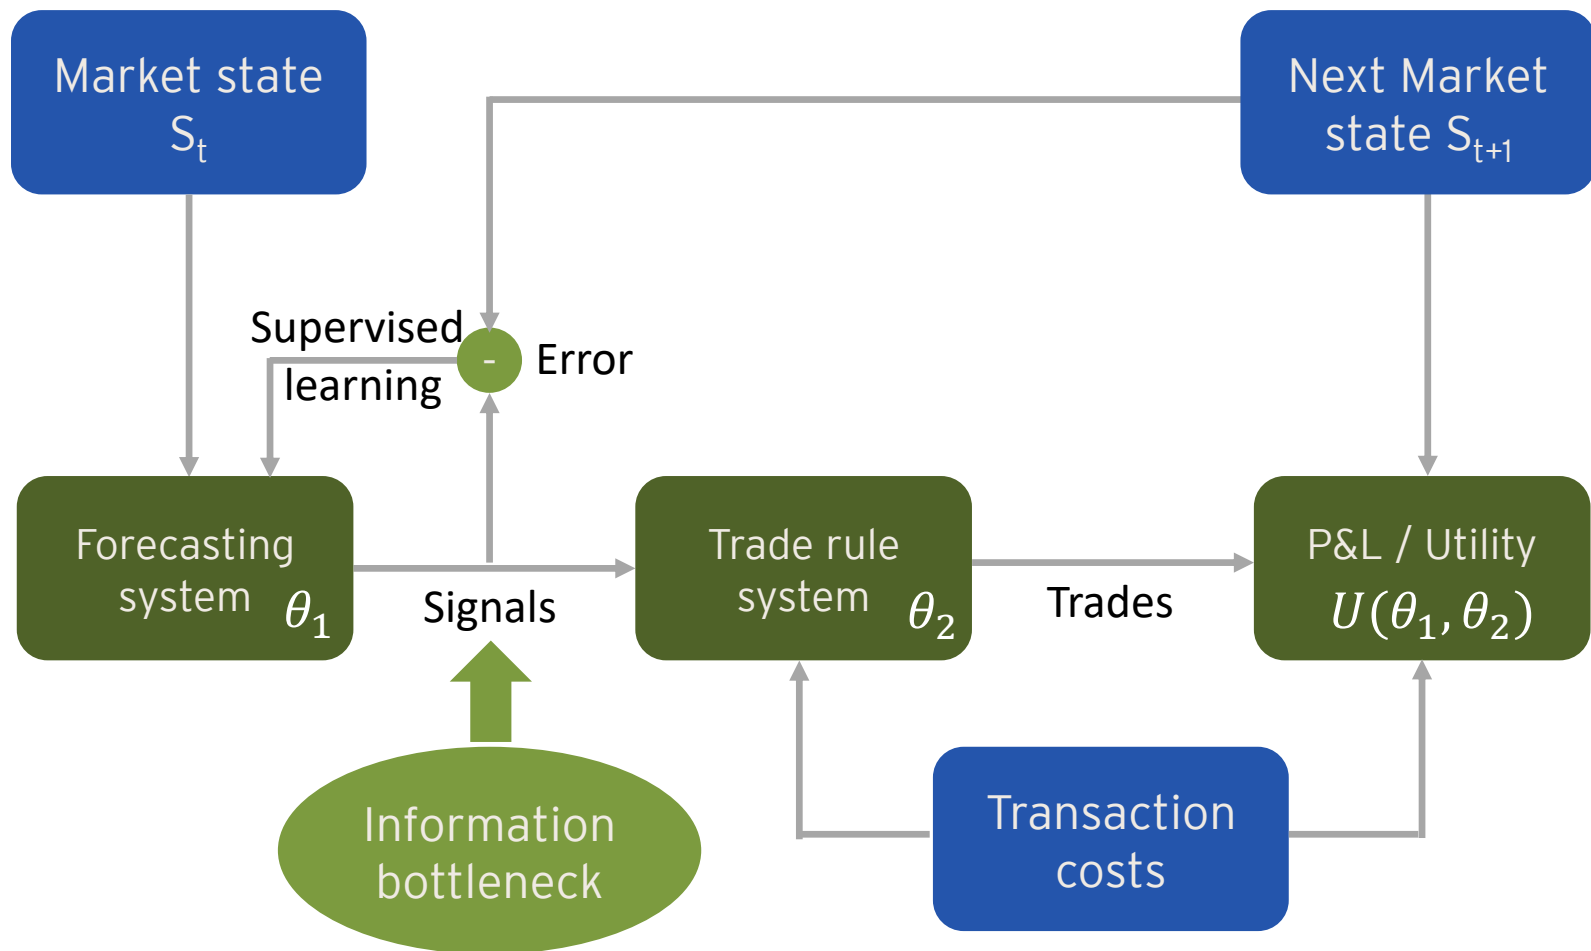 Market state
Sₜ
Next Market
state Sₜ₊₁
Supervised
learning
-
Error
Forecasting
system θ₁
Signals
Trade rule
system θ₂
Trades
P&L / Utility
U(θ₁, θ₂)
Information
bottleneck
Transaction
costs